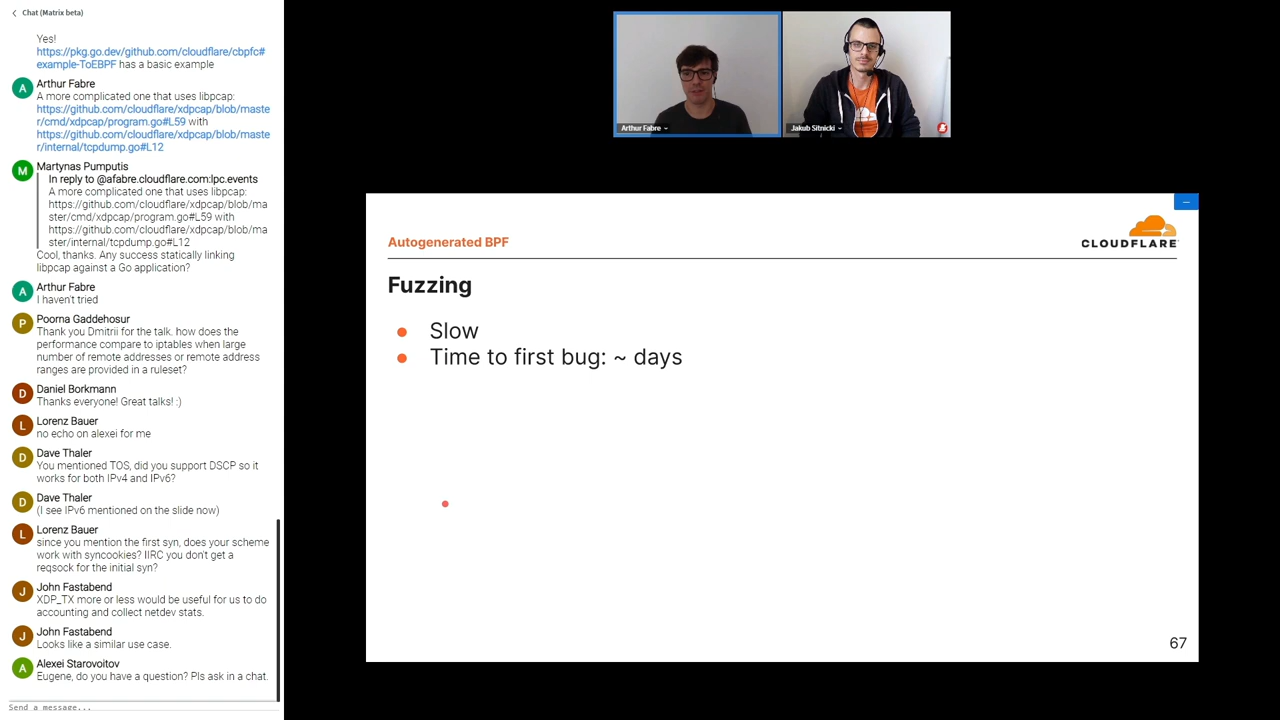 Chat (Matrix beta)
Yes!
https://pkg.go.dev/github.com/cloudflare/cbpfc#
example-ToEBPF has a basic example
A
Arthur Fabre
A more complicated one that uses libpcap:
https://github.com/cloudflare/xdpcap/blob/maste
r/cmd/xdpcap/program.go#L59 with
https://github.com/cloudflare/xdpcap/blob/maste
r/internal/tcpdump.go#L12
M
Martynas Pumputis
In reply to @afabre.cloudflare.com:lpc.events
A more complicated one that uses libpcap:
https://github.com/cloudflare/xdpcap/blob/ma
ster/cmd/xdpcap/program.go#L59 with
https://github.com/cloudflare/xdpcap/blob/ma
ster/internal/tcpdump.go#L12
Cool, thanks. Any success statically linking
libpcap against a Go application?
A
Arthur Fabre
I haven't tried
P
Poorna Gaddehosur
Thank you Dmitrii for the talk. how does the
performance compare to iptables when large
number of remote addresses or remote address
ranges are provided in a ruleset?
D
Daniel Borkmann
Thanks everyone! Great talks! :)
L
Lorenz Bauer
no echo on alexei for me
D
Dave Thaler
You mentioned TOS, did you support DSCP so it
works for both IPv4 and IPv6?
D
Dave Thaler
(I see IPv6 mentioned on the slide now)
L
Lorenz Bauer
since you mention the first syn, does your scheme
work with syncookies? IIRC you don't get a
reqsock for the initial syn?
J
John Fastabend
XDP_TX more or less would be useful for us to do
accounting and collect netdev stats.
J
John Fastabend
Looks like a similar use case.
A
Alexei Starovoitov
Eugene, do you have a question? Pls ask in a chat.
Send a message...
Arthur Fabre
Jakub Sitnicki
Autogenerated BPF
CLOUDFLARE
Fuzzing
Slow
Time to first bug: ~ days
67